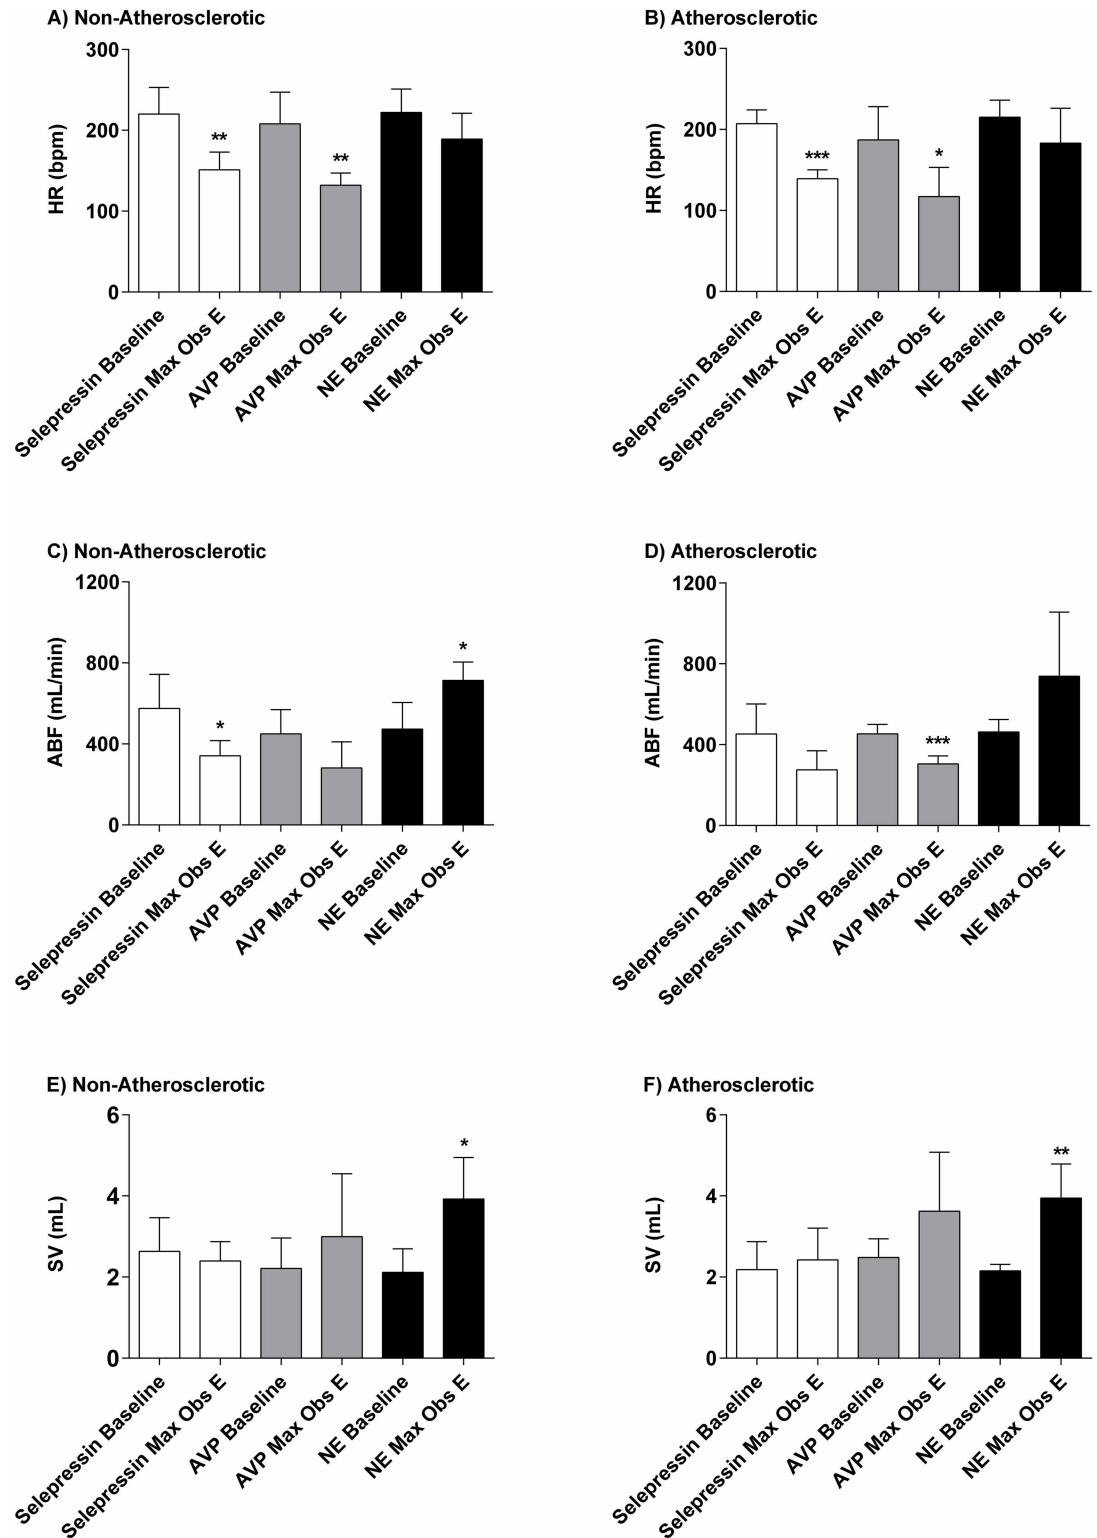 A) Non-Atherosclerotic
HR (bpm)
300
200
100
0
**
**
Selepressin Baseline
Selepressin Max Obs E
AVP Baseline
AVP Max Obs E
NE Baseline
NE Max Obs E
B) Atherosclerotic
HR (bpm)
300
200
100
0
***
*
Selepressin Baseline
Selepressin Max Obs E
AVP Baseline
AVP Max Obs E
NE Baseline
NE Max Obs E
C) Non-Atherosclerotic
ABF (mL/min)
1200
800
400
0
*
*
Selepressin Baseline
Selepressin Max Obs E
AVP Baseline
AVP Max Obs E
NE Baseline
NE Max Obs E
D) Atherosclerotic
ABF (mL/min)
1200
800
400
0
***
Selepressin Baseline
Selepressin Max Obs E
AVP Baseline
AVP Max Obs E
NE Baseline
NE Max Obs E
E) Non-Atherosclerotic
SV (mL)
6
4
2
0
*
Selepressin Baseline
Selepressin Max Obs E
AVP Baseline
AVP Max Obs E
NE Baseline
NE Max Obs E
F) Atherosclerotic
SV (mL)
6
4
2
0
**
Selepressin Baseline
Selepressin Max Obs E
AVP Baseline
AVP Max Obs E
NE Baseline
NE Max Obs E